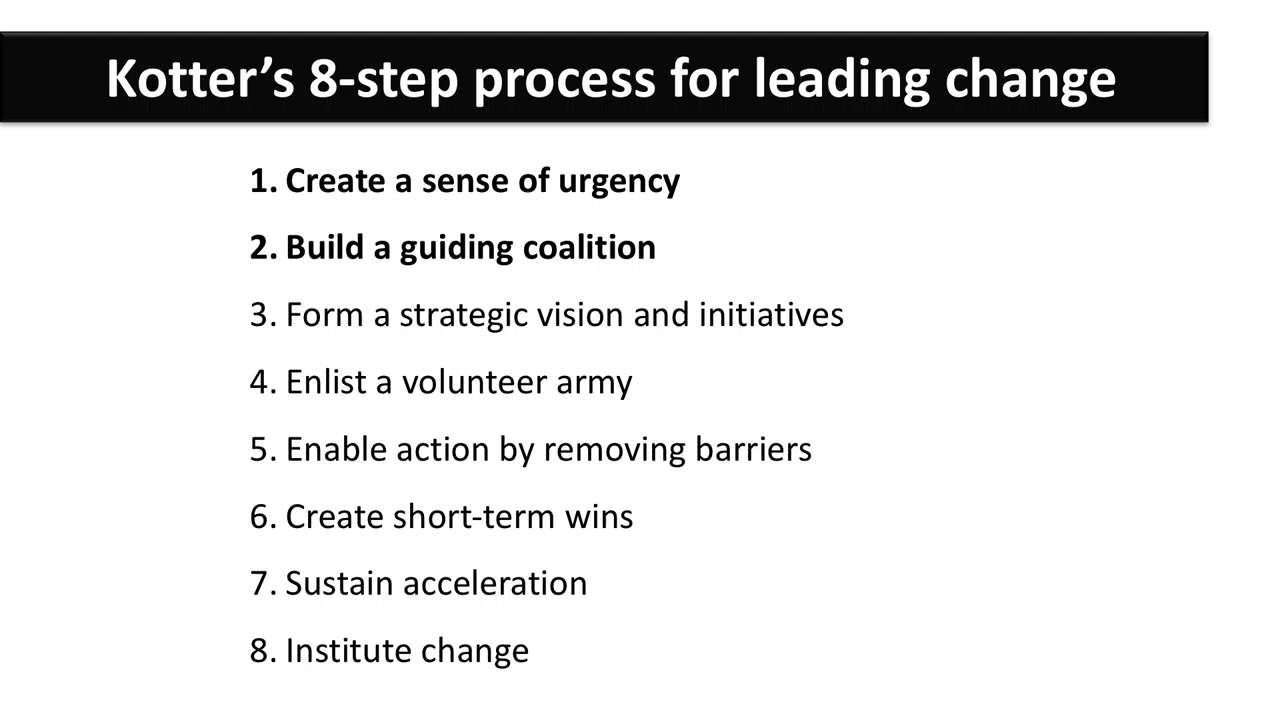 Kotter’s 8-step process for leading change
1. Create a sense of urgency
2. Build a guiding coalition
3. Form a strategic vision and initiatives
4. Enlist a volunteer army
5. Enable action by removing barriers
6. Create short-term wins
7. Sustain acceleration
8. Institute change